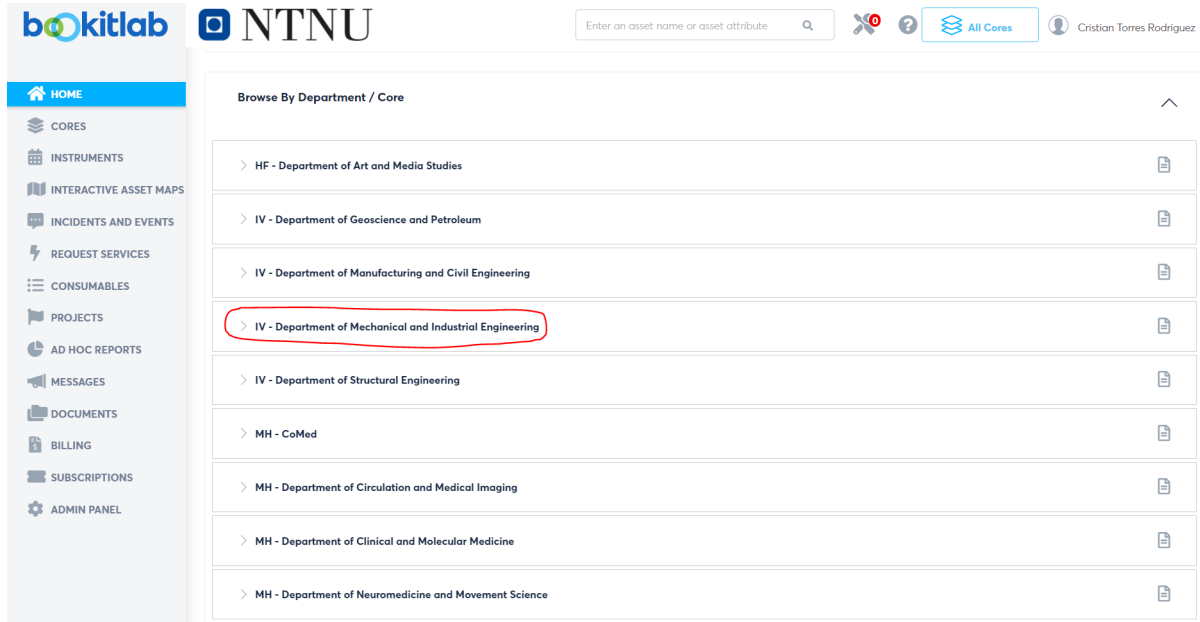 bookitlab
NTNU
Enter an asset name or asset attribute
0
?
All Cores
Cristian Torres Rodriguez
HOME
CORES
INSTRUMENTS
INTERACTIVE ASSET MAPS
INCIDENTS AND EVENTS
REQUEST SERVICES
CONSUMABLES
PROJECTS
AD HOC REPORTS
MESSAGES
DOCUMENTS
BILLING
SUBSCRIPTIONS
ADMIN PANEL
Browse By Department / Core
HF - Department of Art and Media Studies
IV - Department of Geoscience and Petroleum
IV - Department of Manufacturing and Civil Engineering
IV - Department of Mechanical and Industrial Engineering
IV - Department of Structural Engineering
MH - CoMed
MH - Department of Circulation and Medical Imaging
MH - Department of Clinical and Molecular Medicine
MH - Department of Neuromedicine and Movement Science